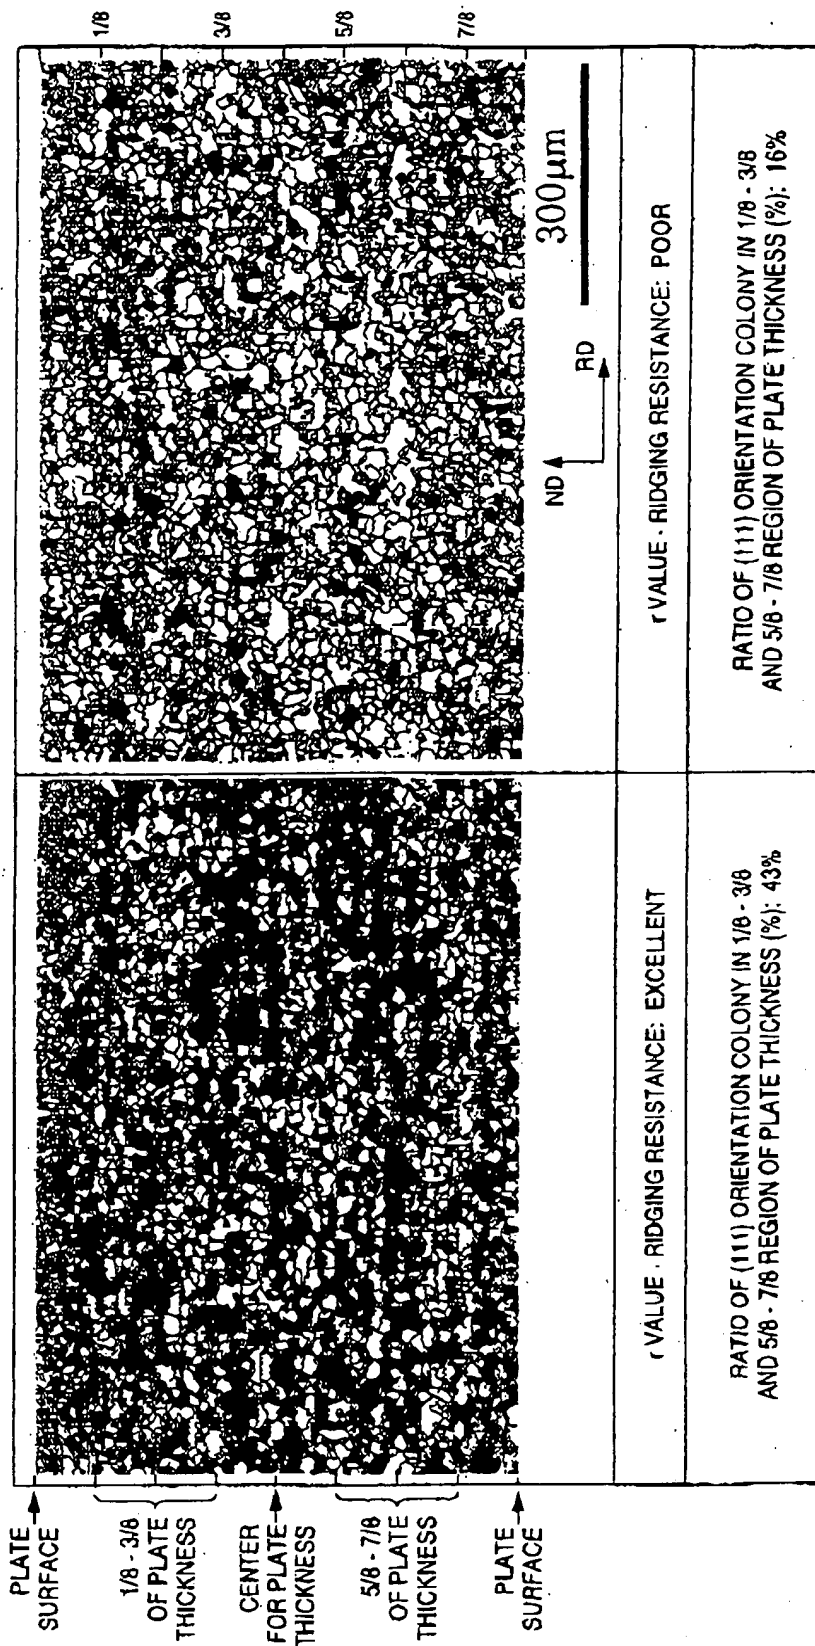 PLATE
SURFACE
1/8 - 3/8
OF PLATE
THICKNESS
CENTER
FOR PLATE
THICKNESS
5/8 - 7/8
OF PLATE
THICKNESS
PLATE
SURFACE
1/8
3/8
5/8
7/8
ND
RD
300μm
r VALUE · RIDGING RESISTANCE: EXCELLENT
r VALUE · RIDGING RESISTANCE: POOR
RATIO OF (111) ORIENTATION COLONY IN 1/8 - 3/8
AND 5/8 - 7/8 REGION OF PLATE THICKNESS (%): 43%
RATIO OF (111) ORIENTATION COLONY IN 1/8 - 3/8
AND 5/8 - 7/8 REGION OF PLATE THICKNESS (%): 16%